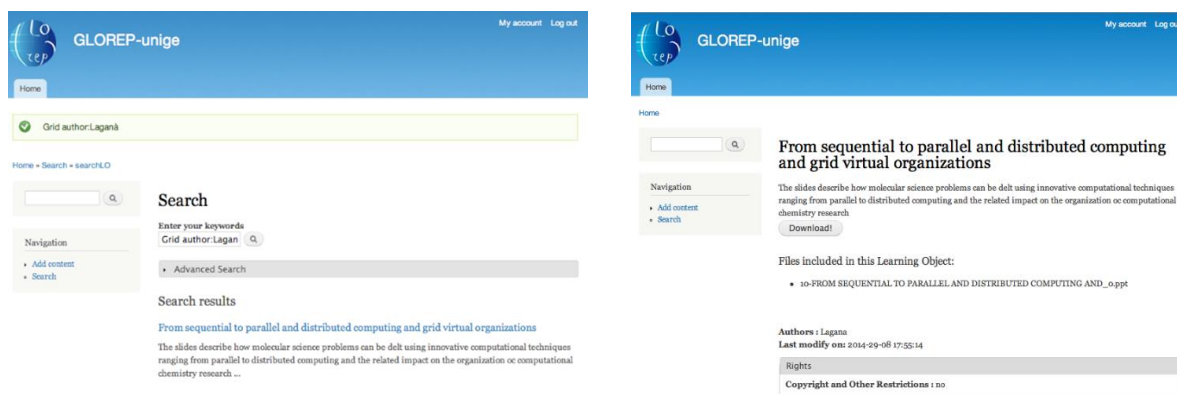 Lo
rep
GLOREP-unige
My account Log out
Home
Grid author:Laganà
Home » Search » searchLO
Search
Enter your keywords
Grid author:Lagan
Navigation
Add content
Search
Advanced Search
Search results
From sequential to parallel and distributed computing and grid virtual organizations
The slides describe how molecular science problems can be delt using innovative computational techniques
ranging from parallel to distributed computing and the related impact on the organization oc computational
chemistry research ...
Lo
rep
GLOREP-unige
My account Log ou
Home
Home
From sequential to parallel and distributed computing
and grid virtual organizations
Navigation
Add content
Search
The slides describe how molecular science problems can be delt using innovative computational techniques
ranging from parallel to distributed computing and the related impact on the organization oc computational
chemistry research
Download!
Files included in this Learning Object:
10-FROM SEQUENTIAL TO PARALLEL AND DISTRIBUTED COMPUTING AND_0.ppt
Authors : Lagana
Last modify on: 2014-29-08 17:55:14
Rights
Copyright and Other Restrictions : no